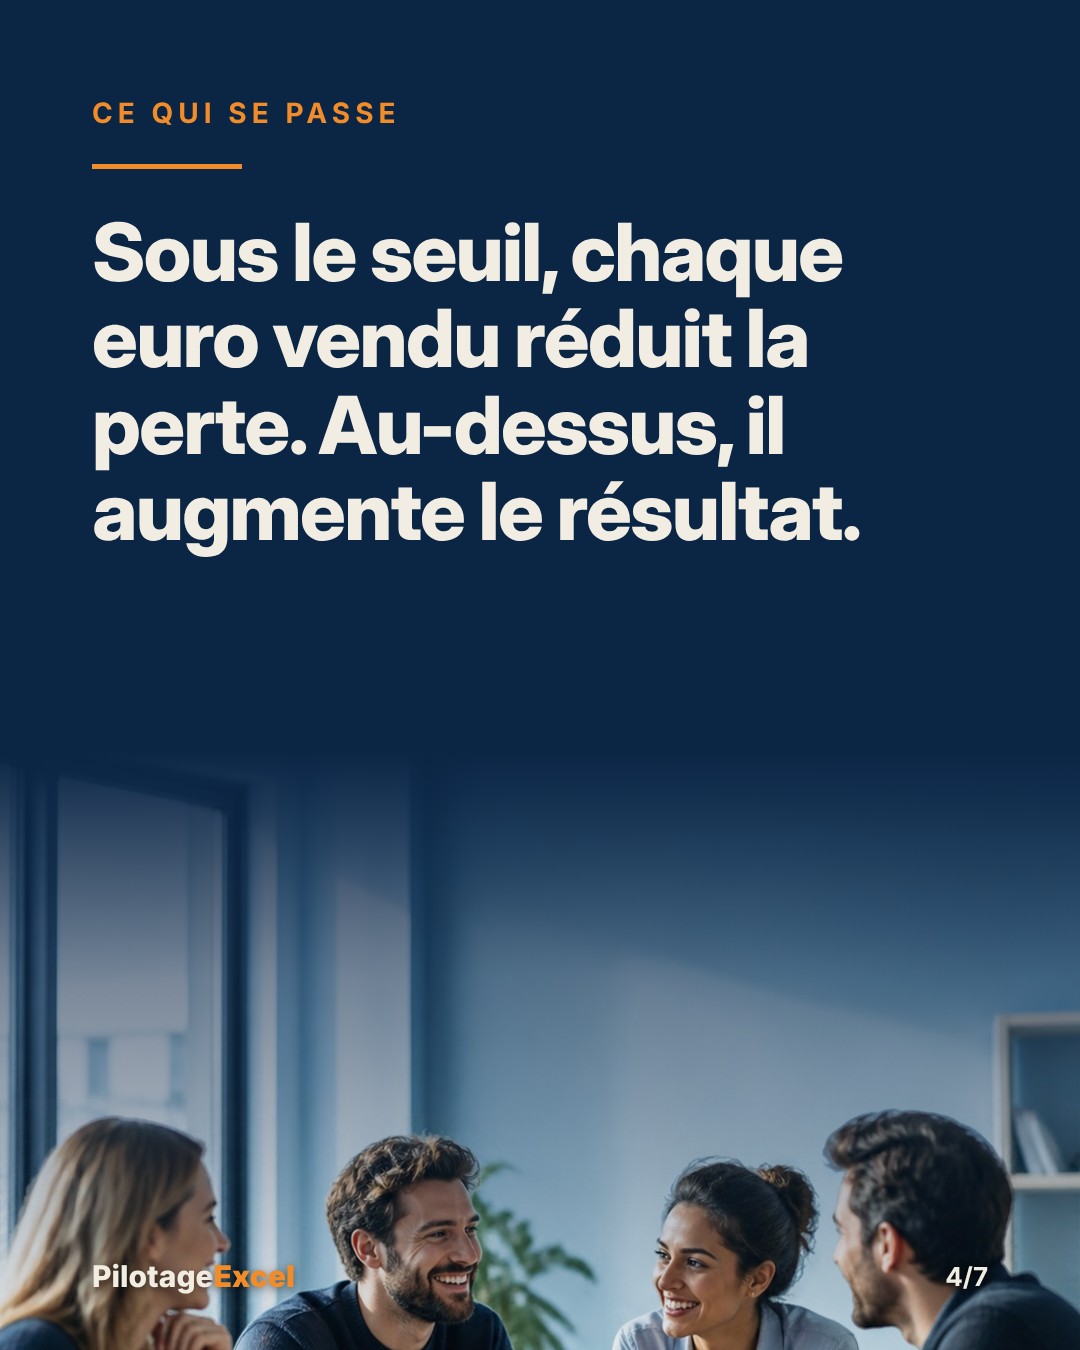 CE QUI SE PASSE
Sous le seuil, chaque
euro vendu réduit la
perte. Au-dessus, il
augmente le résultat.
PilotageExcel
4/7